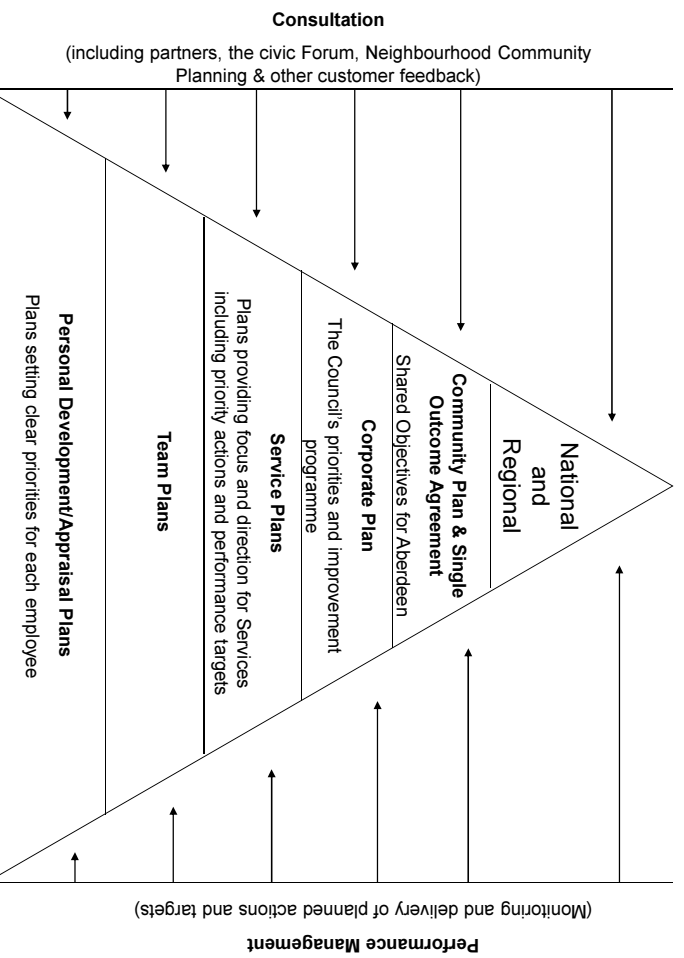 Consultation
(including partners, the civic Forum, Neighbourhood Community
Planning & other customer feedback)
National
and
Regional
Community Plan & Single
Outcome Agreement
Shared Objectives for Aberdeen
Corporate Plan
The Council's priorities and improvement
programme
Service Plans
Plans providing focus and direction for Services
including priority actions and performance targets
Team Plans
Personal Development/Appraisal Plans
Plans setting clear priorities for each employee
Performance Management
(Monitoring and delivery of planned actions and targets)